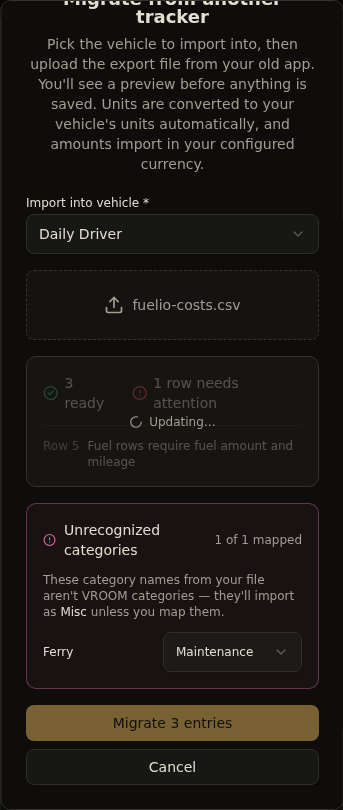 Migrate from another
tracker
Pick the vehicle to import into, then
upload the export file from your old app.
You'll see a preview before anything is
saved. Units are converted to your
vehicle's units automatically, and
amounts import in your configured
currency.
Import into vehicle *
Daily Driver
fuelio-costs.csv
3
ready
1 row needs
attention
Updating...
Row 5 Fuel rows require fuel amount and
mileage
Unrecognized
categories
1 of 1 mapped
These category names from your file
aren't VROOM categories — they'll import
as Misc unless you map them.
Ferry
Maintenance
Migrate 3 entries
Cancel